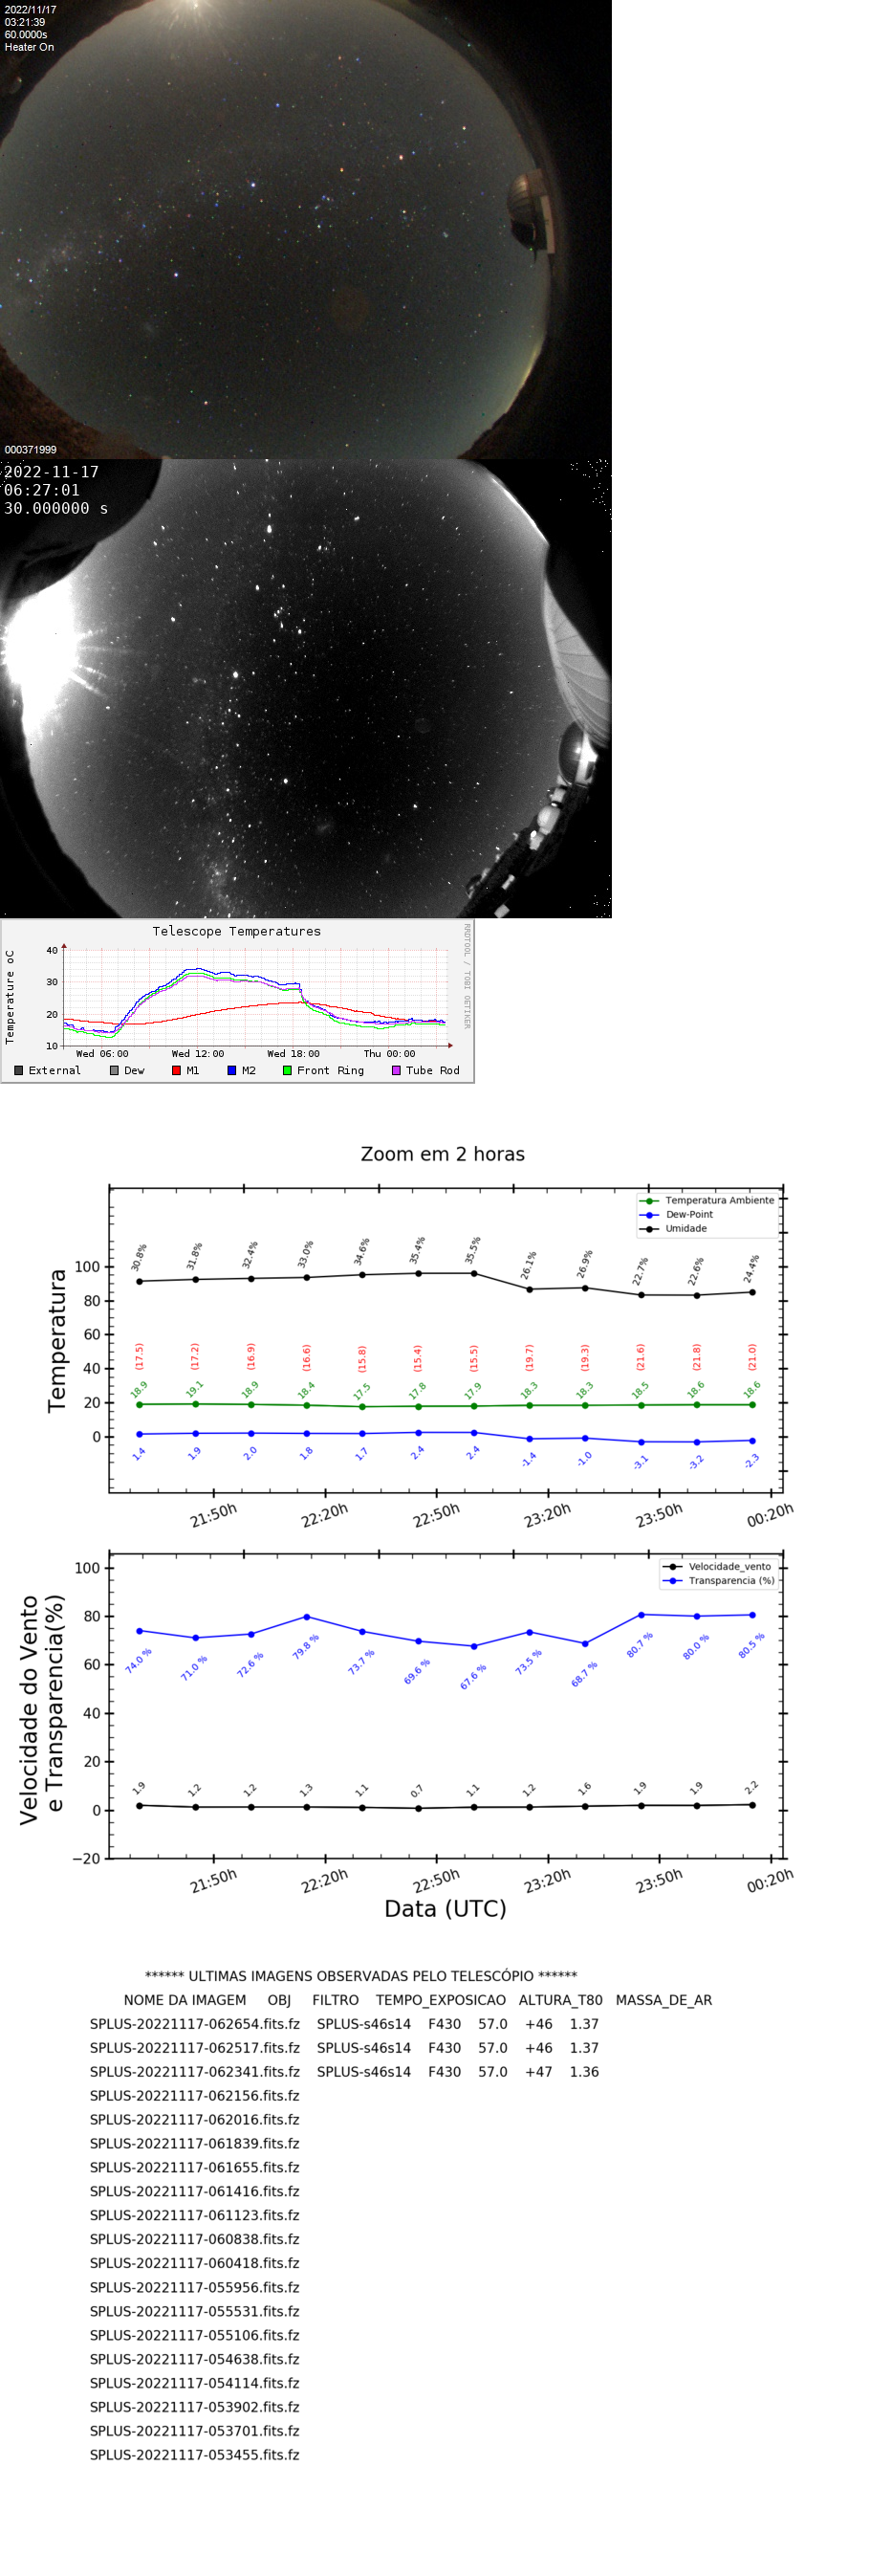 2022/11/17
03:21:39
60.0000s
Heater On
000371999
2022-11-17
06:27:01
30.000000 s
Telescope Temperatures
RRDTOOL / TOBI OETIKER
Temperature oC
40
30
20
10
Wed 06:00 Wed 12:00 Wed 18:00 Thu 00:00
External Dew M1 M2 Front Ring Tube Rod
Zoom em 2 horas
Temperatura Ambiente
Dew-Point
Umidade
Temperatura
100
80
60
40
20
0
30.8% 31.8% 32.4% 33.0% 34.6% 35.4% 35.5% 26.1% 26.9% 22.7% 22.6% 24.4%
(17.5) (17.2) (16.9) (16.6) (15.8) (15.4) (15.5) (19.7) (19.3) (21.6) (21.8) (21.0)
18.9 19.1 18.9 18.4 17.5 17.8 17.9 18.3 18.3 18.5 18.6 18.6
1.4 1.9 2.0 1.8 1.7 2.4 2.4 -1.4 -1.0 -3.1 -3.2 -2.3
21:50h 22:20h 22:50h 23:20h 23:50h 00:20h
Velocidade_vento
Transparencia (%)
Velocidade do Vento
e Transparencia(%)
100
80
60
40
20
0
−20
74.0 % 71.0 % 72.6 % 79.8 % 73.7 % 69.6 % 67.6 % 73.5 % 68.7 % 80.7 % 80.0 % 80.5 %
1.9 1.2 1.2 1.3 1.1 0.7 1.1 1.2 1.6 1.9 1.9 2.2
21:50h 22:20h 22:50h 23:20h 23:50h 00:20h
Data (UTC)
****** ULTIMAS IMAGENS OBSERVADAS PELO TELESCÓPIO ******
NOME DA IMAGEM OBJ FILTRO TEMPO_EXPOSICAO ALTURA_T80 MASSA_DE_AR
SPLUS-20221117-062654.fits.fz SPLUS-s46s14 F430 57.0 +46 1.37
SPLUS-20221117-062517.fits.fz SPLUS-s46s14 F430 57.0 +46 1.37
SPLUS-20221117-062341.fits.fz SPLUS-s46s14 F430 57.0 +47 1.36
SPLUS-20221117-062156.fits.fz
SPLUS-20221117-062016.fits.fz
SPLUS-20221117-061839.fits.fz
SPLUS-20221117-061655.fits.fz
SPLUS-20221117-061416.fits.fz
SPLUS-20221117-061123.fits.fz
SPLUS-20221117-060838.fits.fz
SPLUS-20221117-060418.fits.fz
SPLUS-20221117-055956.fits.fz
SPLUS-20221117-055531.fits.fz
SPLUS-20221117-055106.fits.fz
SPLUS-20221117-054638.fits.fz
SPLUS-20221117-054114.fits.fz
SPLUS-20221117-053902.fits.fz
SPLUS-20221117-053701.fits.fz
SPLUS-20221117-053455.fits.fz